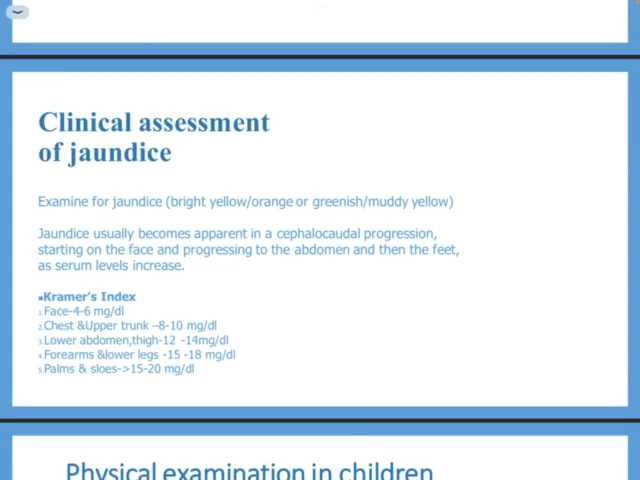 Clinical assessment
of jaundice
Examine for jaundice (bright yellow/orange or greenish/muddy yellow)
Jaundice usually becomes apparent in a cephalocaudal progression,
starting on the face and progressing to the abdomen and then the feet,
as serum levels increase.
▪Kramer's Index
1.Face-4-6 mg/dl
2.Chest &Upper trunk –8-10 mg/dl
3.Lower abdomen,thigh-12 -14mg/dl
4.Forearms &lower legs -15 -18 mg/dl
5.Palms & sloes->15-20 mg/dl
Physical examination in children